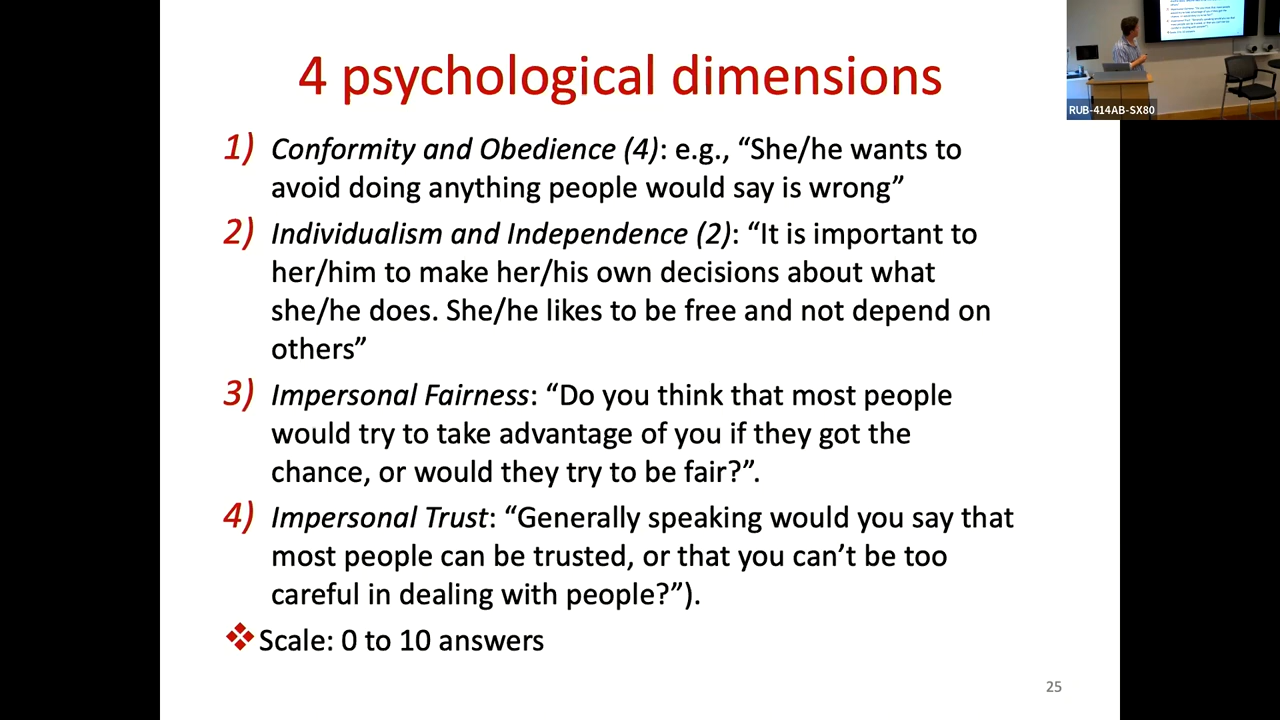 4 psychological dimensions
1) Conformity and Obedience (4): e.g., “She/he wants to
avoid doing anything people would say is wrong”
2) Individualism and Independence (2): “It is important to
her/him to make her/his own decisions about what
she/he does. She/he likes to be free and not depend on
others”
3) Impersonal Fairness: “Do you think that most people
would try to take advantage of you if they got the
chance, or would they try to be fair?”.
4) Impersonal Trust: “Generally speaking would you say that
most people can be trusted, or that you can’t be too
careful in dealing with people?”).
❖ Scale: 0 to 10 answers
25
RUB-414AB-SX80